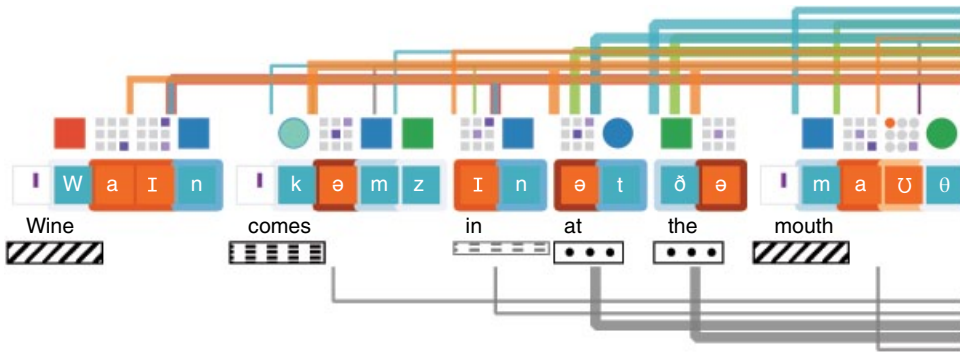 W a ɪ n k ə m z ɪ n ə t ð ə m a ʊ θ
Wine comes in at the mouth